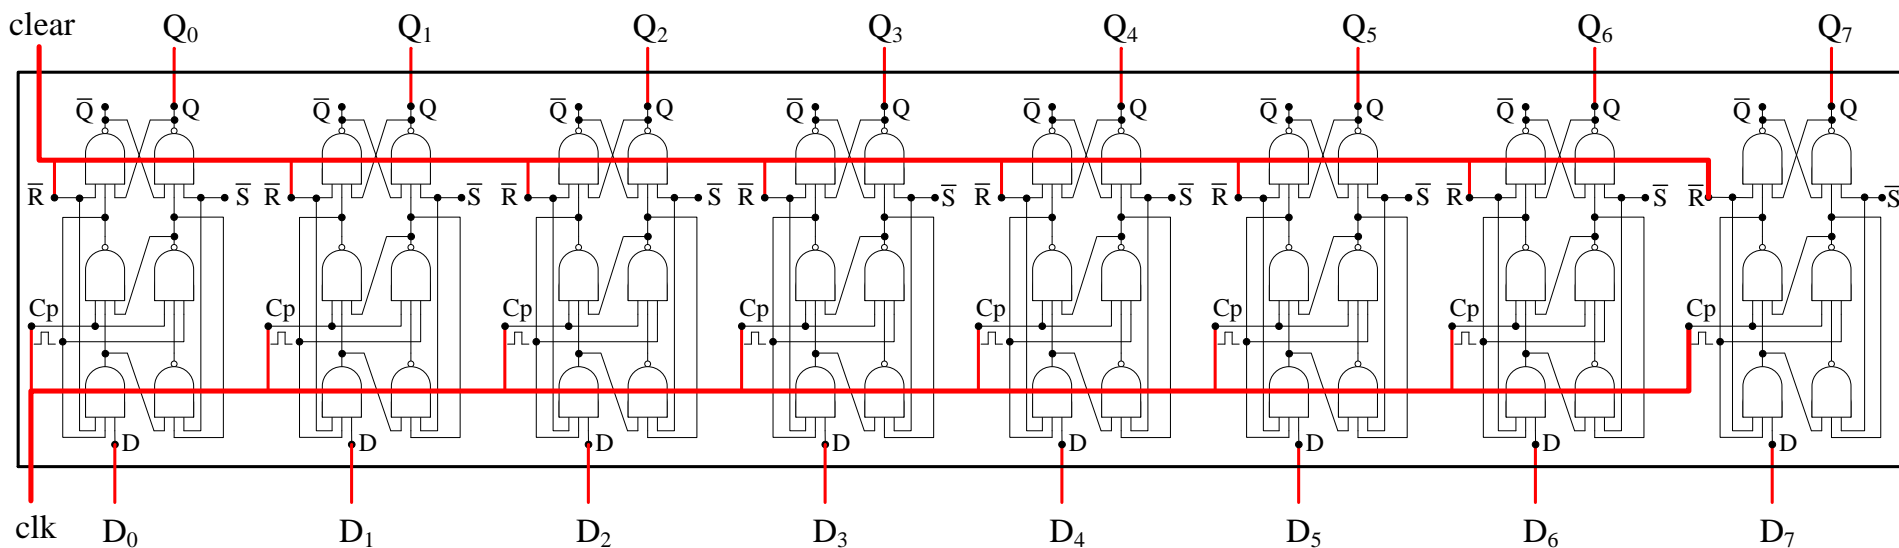 clear Q0 Q1 Q2 Q3 Q4 Q5 Q6 Q7
Q̅ Q Q̅ Q Q̅ Q Q̅ Q Q̅ Q Q̅ Q Q̅ Q Q̅ Q
R̅ S̅ R̅ S̅ R̅ S̅ R̅ S̅ R̅ S̅ R̅ S̅ R̅ S̅ R̅ S̅
Cp Cp Cp Cp Cp Cp Cp Cp
D D D D D D D D
clk D0 D1 D2 D3 D4 D5 D6 D7